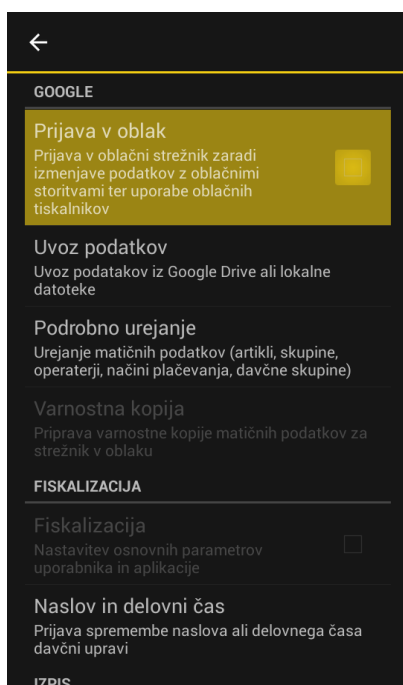 GOOGLE
Prijava v oblak
Prijava v oblačni strežnik zaradi
izmenjave podatkov z oblačnimi
storitvami ter uporabe oblačnih
tiskalnikov
Uvoz podatkov
Uvoz podatakov iz Google Drive ali lokalne
datoteke
Podrobno urejanje
Urejanje matičnih podatkov (artikli, skupine,
operaterji, načini plačevanja, davčne skupine)
Varnostna kopija
Priprava varnostne kopije matičnih podatkov za
strežnik v oblaku
FISKALIZACIJA
Fiskalizacija
Nastavitev osnovnih parametrov
uporabnika in aplikacije
Naslov in delovni čas
Prijava spremembe naslova ali delovnega časa
davčni upravi
IZPIS